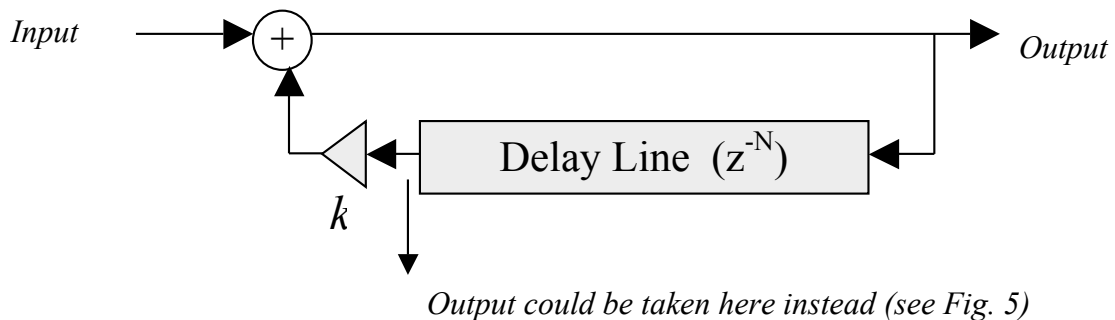 Input
+
Output
Delay Line (z^-N)
k
Output could be taken here instead (see Fig. 5)